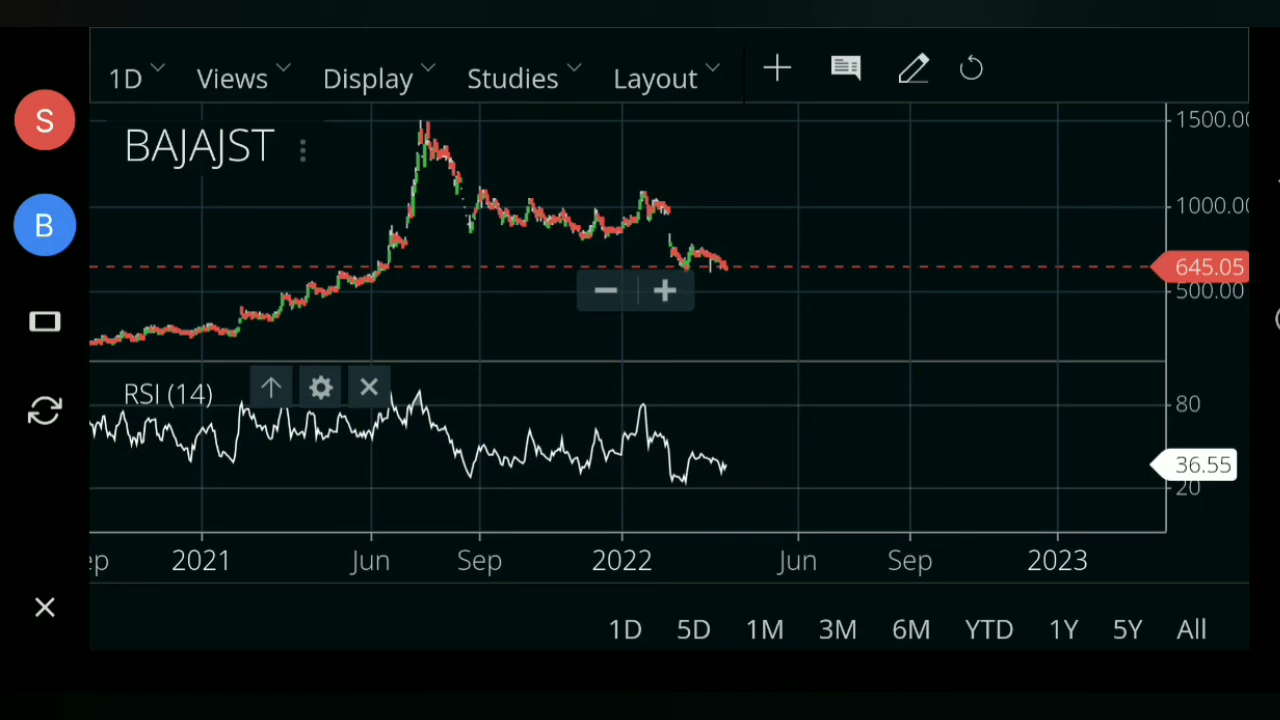 1D Views Display Studies Layout
S
BAJAJST
1500.00
B
1000.00
645.05
500.00
RSI (14)
80
36.55
20
2021 Jun Sep 2022 Jun Sep 2023
1D 5D 1M 3M 6M YTD 1Y 5Y All